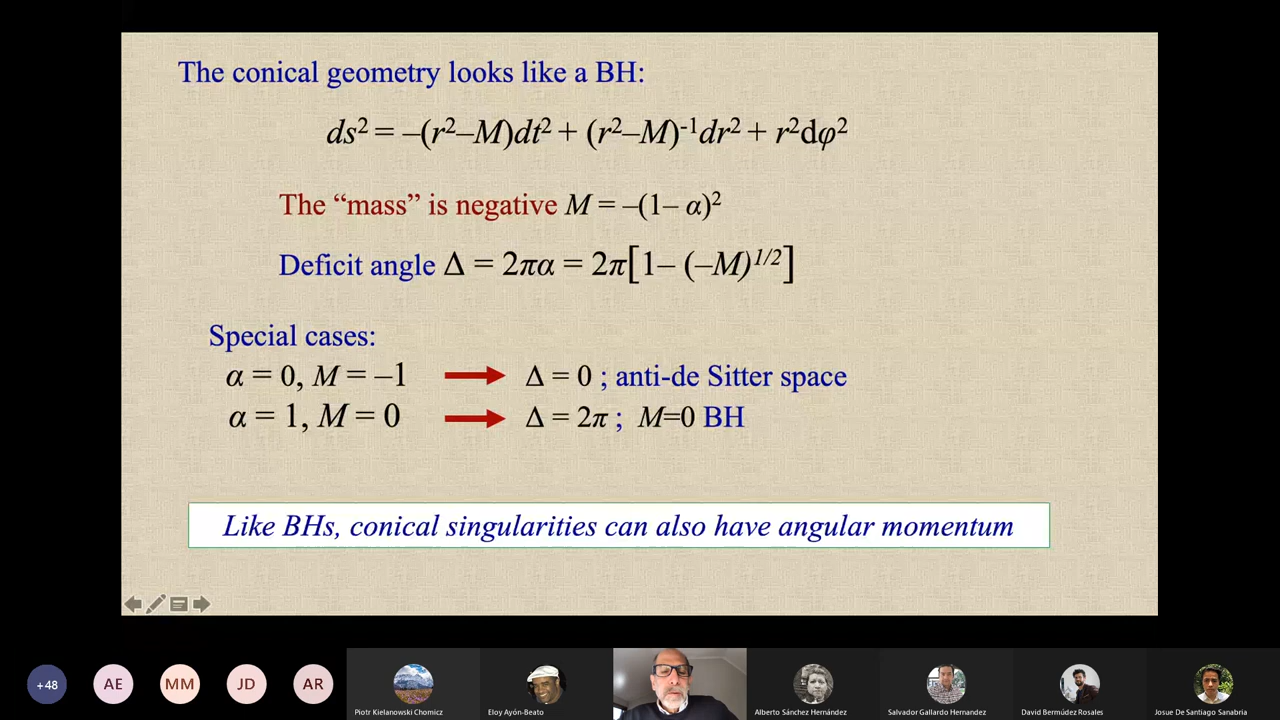 The conical geometry looks like a BH:
ds² = –(r²–M)dt² + (r²–M)⁻¹dr² + r²dφ²
The “mass” is negative M = –(1– α)²
Deficit angle Δ = 2πα = 2π[1– (–M)^1/2]
Special cases:
α = 0, M = –1 → Δ = 0 ; anti-de Sitter space
α = 1, M = 0 → Δ = 2π ; M=0 BH
Like BHs, conical singularities can also have angular momentum
+48 AE MM JD AR
Piotr Kielanowski Chomicz Eloy Ayón-Beato Alberto Sánchez Hernández Salvador Gallardo Hernandez David Bermúdez Rosales Josue De Santiago Sanabria